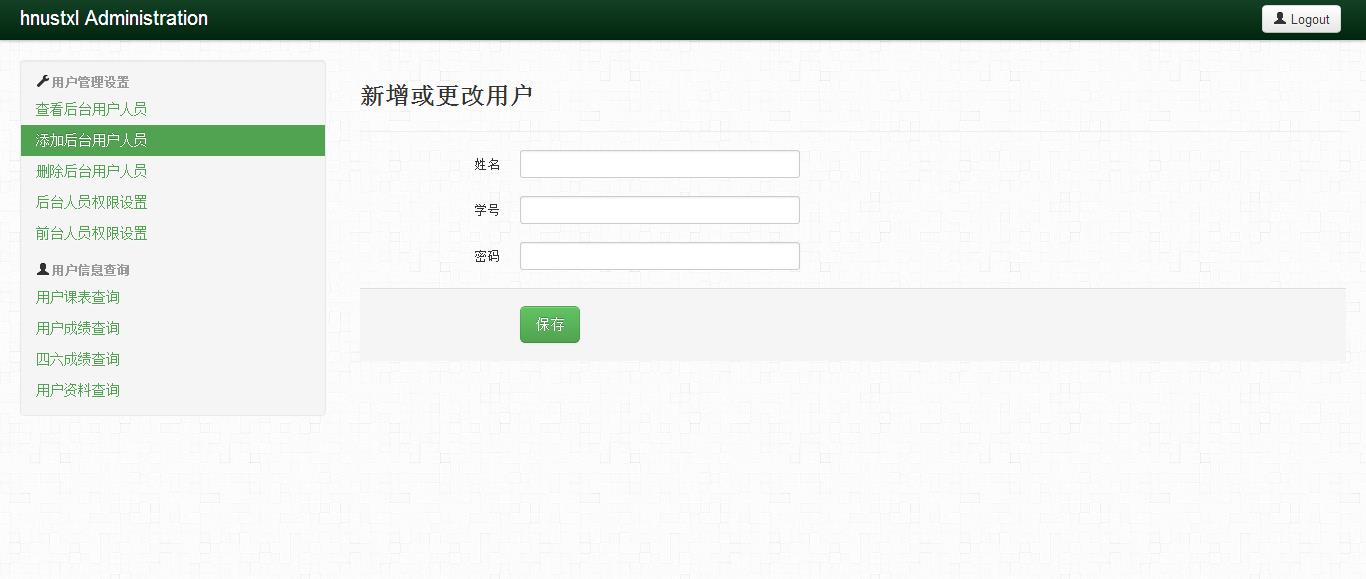 hnustxl Administration
Logout
用户管理设置
查看后台用户人员
添加后台用户人员
删除后台用户人员
后台人员权限设置
前台人员权限设置
用户信息查询
用户课表查询
用户成绩查询
四六成绩查询
用户资料查询
新增或更改用户
姓名
学号
密码
保存